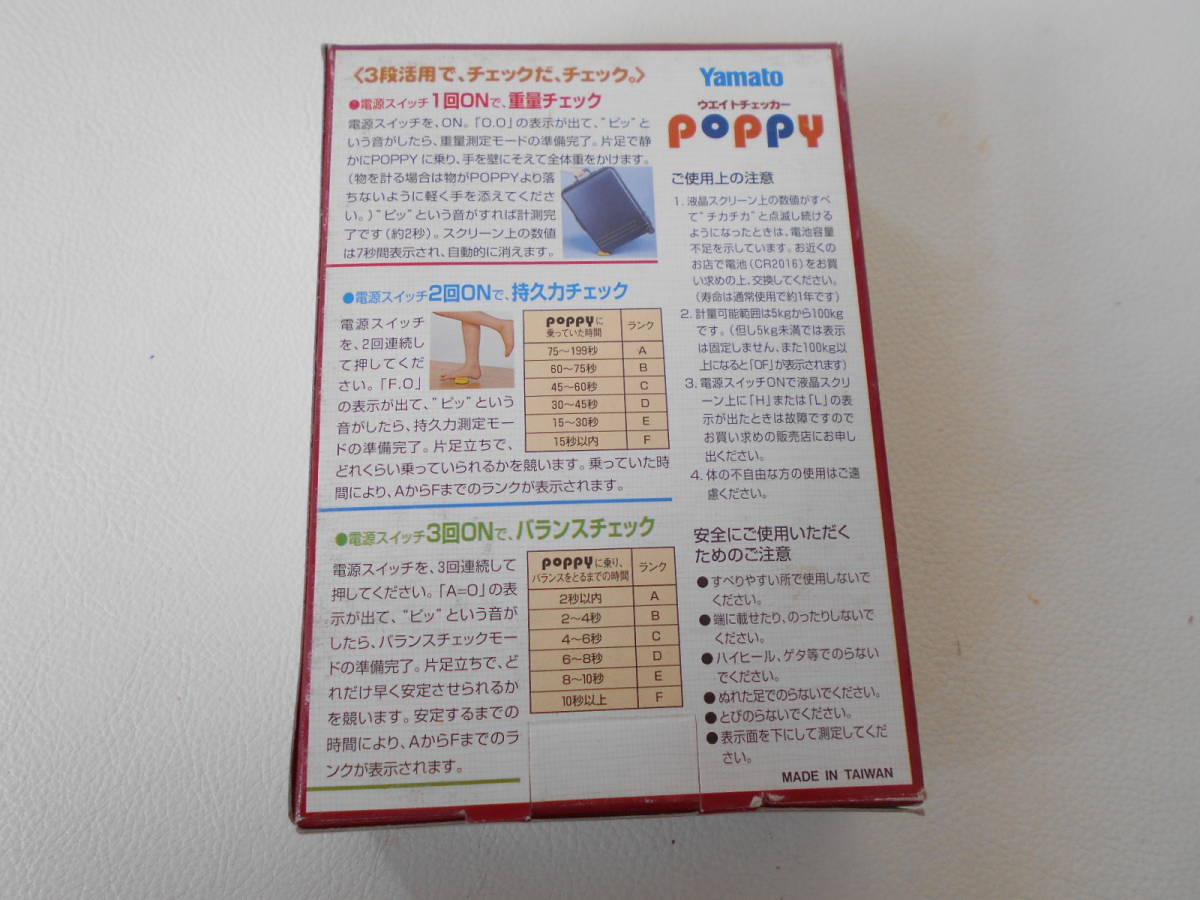 〈3段活用で、チェックだ、チェック。〉
●電源スイッチ1回ONで、重量チェック
電源スイッチを、ON。「0.0」の表示が出て、"ピッ"と
いう音がしたら、重量測定モードの準備完了。片足で静
かにPOPPYに乗り、手を壁にそえて全体重をかけます。
(物を計る場合は物がPOPPYより落
ちないように軽く手を添えてくださ
い。)"ピッ"という音がすれば計測完
了です(約2秒)。スクリーン上の数値
は7秒間表示され、自動的に消えます。
●電源スイッチ2回ONで、持久力チェック
電源スイッチ
を、2回連続し
て押してくだ
さい。「F.0」
の表示が出て、"ピッ"という
音がしたら、持久力測定モー
ドの準備完了。片足立ちで、
どれくらい乗っていられるかを競います。乗っていた時
間により、AからFまでのランクが表示されます。
POPPYに
乗っていた時間 ランク
75〜199秒 A
60〜75秒 B
45〜60秒 C
30〜45秒 D
15〜30秒 E
15秒以内 F
●電源スイッチ3回ONで、バランスチェック
電源スイッチを、3回連続して
押してください。「A=0」の表
示が出て、"ピッ"という音が
したら、バランスチェックモー
ドの準備完了。片足立ちで、ど
れだけ早く安定させられるか
を競います。安定するまでの
時間により、AからFまでのラ
ンクが表示されます。
POPPYに乗り、
バランスをとるまでの時間 ランク
2秒以内 A
2〜4秒 B
4〜6秒 C
6〜8秒 D
8〜10秒 E
10秒以上 F
Yamato
ウエイトチェッカー
POPPY
ご使用上の注意
1. 液晶スクリーン上の数値がすべ
て"チカチカ"と点滅し続ける
ようになったときは、電池容量
不足を示しています。お近くの
お店で電池(CR2016)をお買
い求めの上、交換してください。
(寿命は通常使用で約1年です)
2. 計量可能範囲は5kgから100kg
です。(但し5kg未満では表示
は固定しません、また100kg以
上になると「OF」が表示されます)
3. 電源スイッチONで液晶スクリ
ーン上に「H」または「L」の表
示が出たときは故障ですので
お買い求めの販売店にお申し
出ください。
4. 体の不自由な方の使用はご遠
慮ください。
安全にご使用いただく
ためのご注意
●すべりやすい所で使用しないで
ください。
●端に載せたり、のったりしないで
ください。
●ハイヒール、ゲタ等でのらない
でください。
●ぬれた足でのらないでください。
●とびのらないでください。
●表示面を下にして測定してくだ
さい。
MADE IN TAIWAN